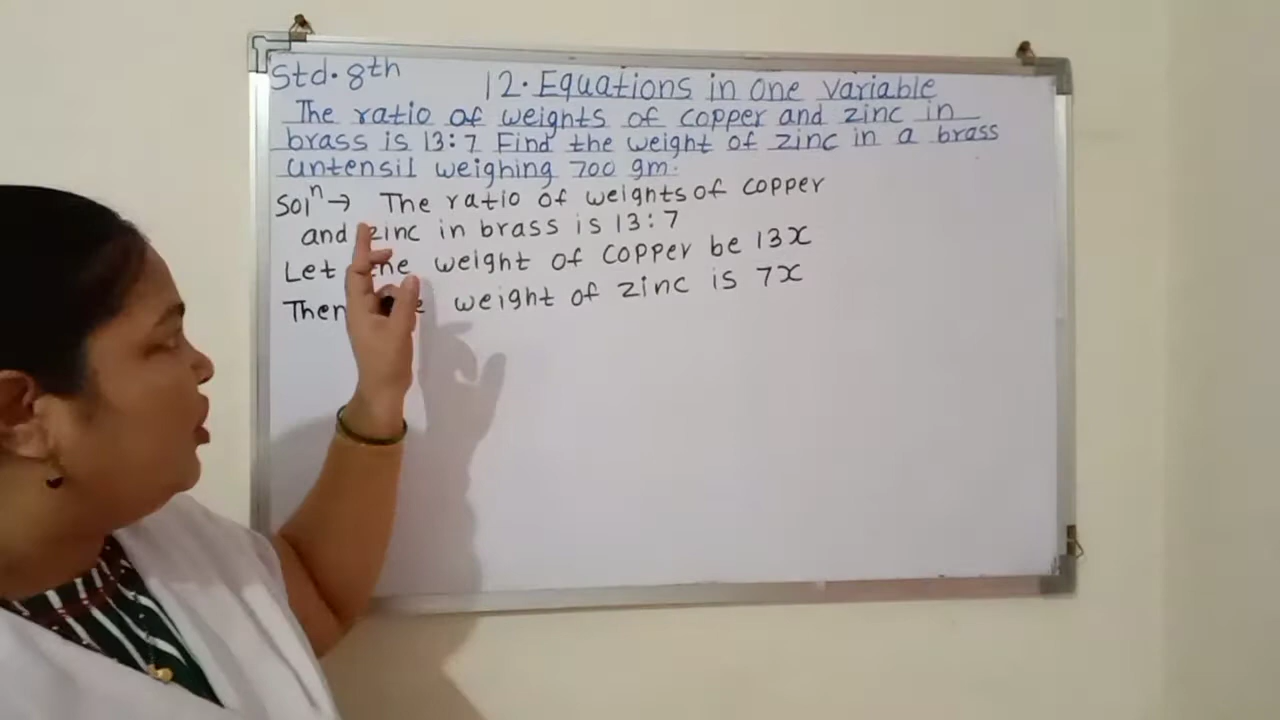 Std. 8th
12. Equations in one variable
The ratio of weights of copper and zinc in
brass is 13:7 Find the weight of zinc in a brass
untensil weighing 700 gm.
Solⁿ → The ratio of weights of copper
and zinc in brass is 13:7
Let weight of copper be 13x
weight of zinc is 7x